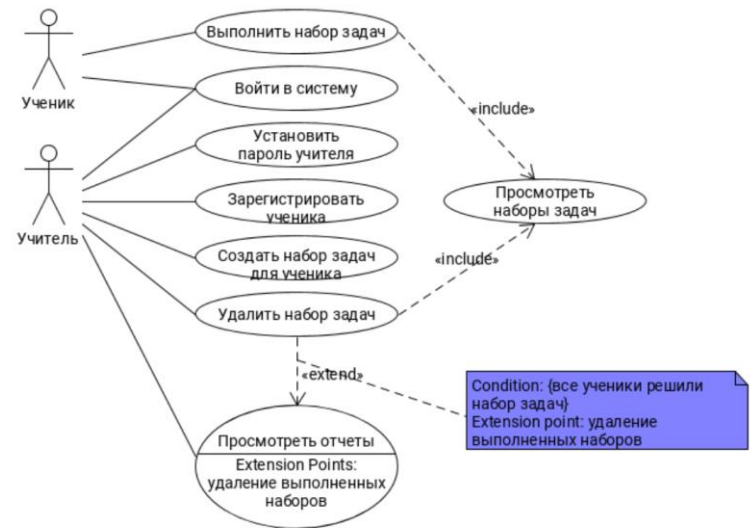 Выполнить набор задач
Ученик
Войти в систему
«include»
Установить
пароль учителя
Учитель
Зарегистрировать
ученика
Просмотреть
наборы задач
Создать набор задач
для ученика
«include»
Удалить набор задач
«extend»
Condition: {все ученики решили
набор задач}
Extension point: удаление
выполненных наборов
Просмотреть отчеты
Extension Points:
удаление выполненных
наборов